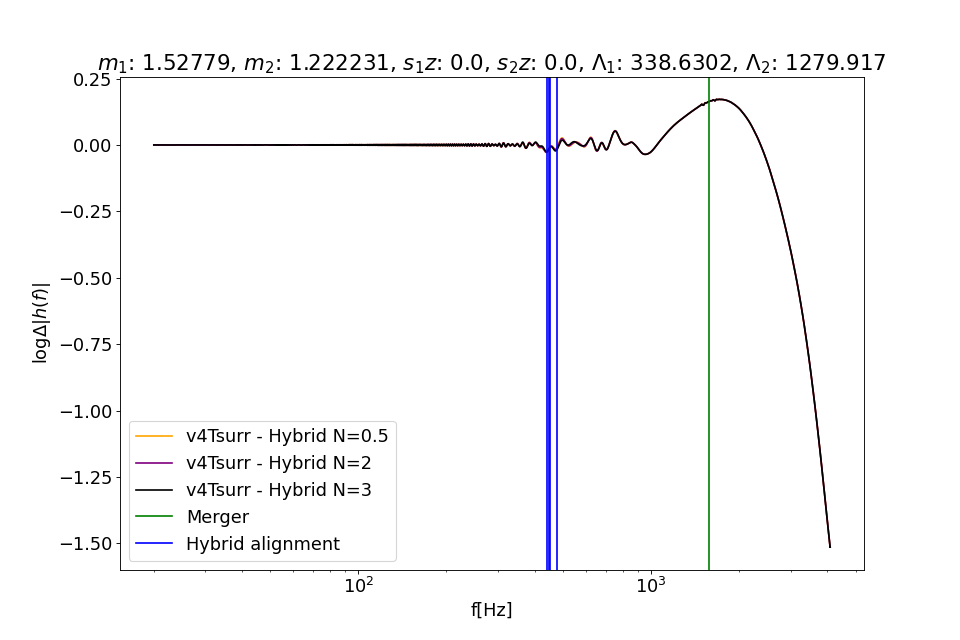 m₁: 1.52779, m₂: 1.222231, s₁z: 0.0, s₂z: 0.0, Λ₁: 338.6302, Λ₂: 1279.917
0.25
0.00
−0.25
−0.50
−0.75
−1.00
−1.25
−1.50
logΔ|h(f)|
v4Tsurr - Hybrid N=0.5
v4Tsurr - Hybrid N=2
v4Tsurr - Hybrid N=3
Merger
Hybrid alignment
10² 10³
f[Hz]